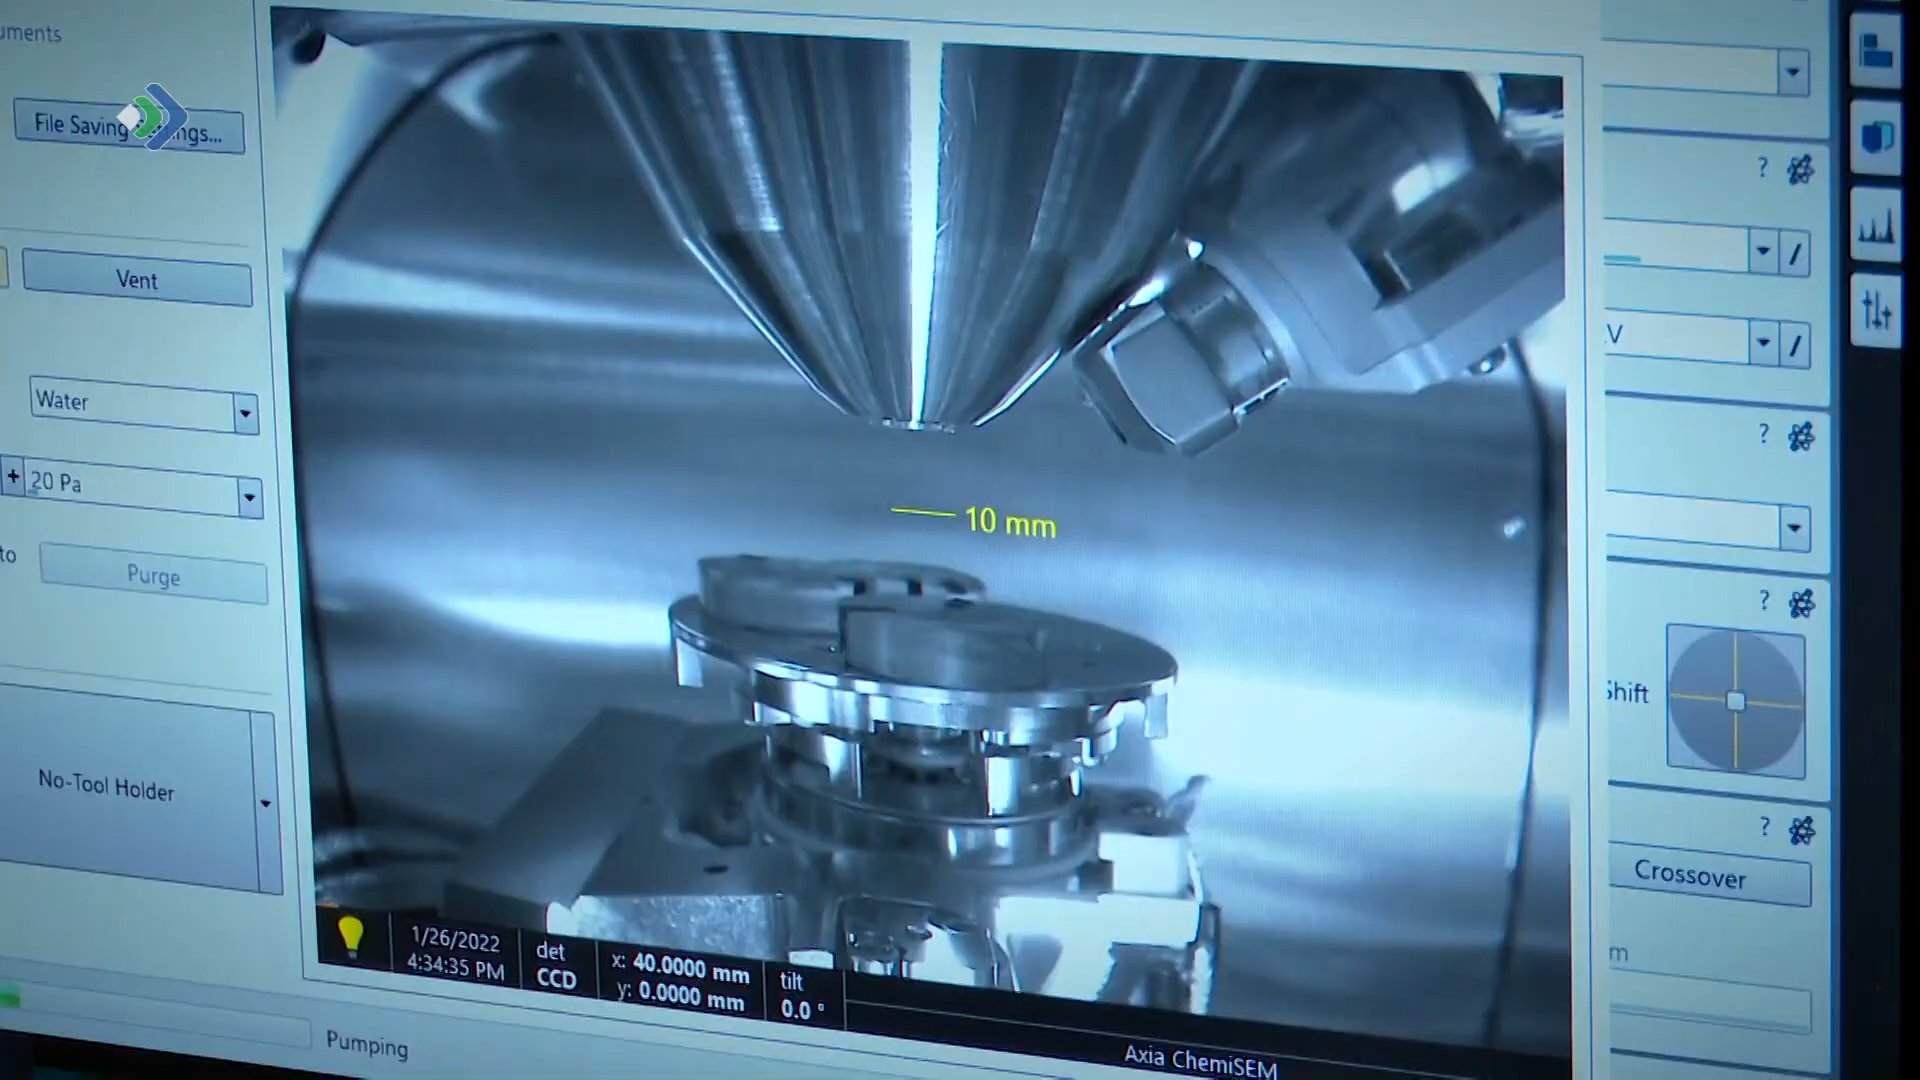 uments
File Saving ngs...
Vent
Water
+ 20 Pa
to
Purge
No-Tool Holder
10 mm
1/26/2022
4:34:35 PM
det
CCD
x: 40.0000 mm
y: 0.0000 mm
tilt
0.0 °
Axia ChemiSEM
Pumping
?
V
?
?
Shift
?
Crossover
m